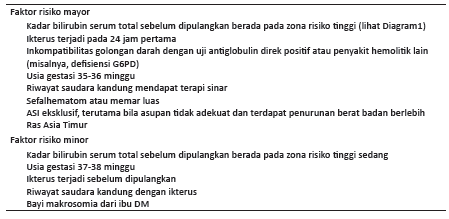 Faktor risiko mayor
Kadar bilirubin serum total sebelum dipulangkan berada pada zona risiko tinggi (lihat Diagram1)
Ikterus terjadi pada 24 jam pertama
Inkompatibilitas golongan darah dengan uji antiglobulin direk positif atau penyakit hemolitik lain
(misalnya, defisiensi G6PD)
Usia gestasi 35-36 minggu
Riwayat saudara kandung mendapat terapi sinar
Sefalhematom atau memar luas
ASI eksklusif, terutama bila asupan tidak adekuat dan terdapat penurunan berat badan berlebih
Ras Asia Timur
Faktor risiko minor
Kadar bilirubin serum total sebelum dipulangkan berada pada zona risiko tinggi sedang
Usia gestasi 37-38 minggu
Ikterus terjadi sebelum dipulangkan
Riwayat saudara kandung dengan ikterus
Bayi makrosomia dari ibu DM